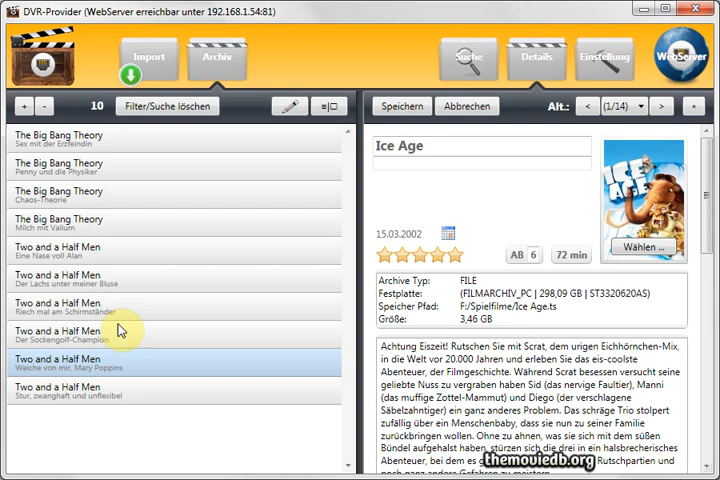 DVR-Provider (WebServer erreichbar unter 192.168.1.54:81)
Import
Archiv
Suche
Details
Einstellung
WebServer
+ - 10 Filter/Suche löschen
Speichern Abbrechen Alt.: < (1/14) >
The Big Bang Theory
Sex mit der Erzfeindin
The Big Bang Theory
Penny und die Physiker
The Big Bang Theory
Chaos-Theorie
The Big Bang Theory
Milch mit Valium
Two and a Half Men
Eine Nase voll Alan
Two and a Half Men
Der Lachs unter meiner Bluse
Two and a Half Men
Riech mal am Schirmständer
Two and a Half Men
Der Sockengolf-Champion
Two and a Half Men
Weiche von mir, Mary Poppins
Two and a Half Men
Stur, zwanghaft und unflexibel
Ice Age
ICE AGE
Wählen ...
15.03.2002
AB 6 72 min
Archive Typ: FILE
Festplatte: (FILMARCHIV_PC | 298,09 GB | ST3320620AS)
Speicher Pfad: F:/Spielfilme/Ice Age.ts
Größe: 3,46 GB
Achtung Eiszeit! Rutschen Sie mit Scrat, dem urigen Eichhörnchen-Mix,
in die Welt vor 20.000 Jahren und erleben Sie das eis-coolste
Abenteuer, der Filmgeschichte. Während Scrat besessen versucht seine
geliebte Nuss zu vergraben haben Sid (das nervige Faultier), Manni
(das muffige Zottel-Mammut) und Diego (der verschlagene
Säbelzahntiger) ein ganz anderes Problem. Das schräge Trio stolpert
zufällig über ein Menschenbaby, dass sie nun zu seiner Familie
zurückbringen wollen. Ohne zu ahnen, was sie sich mit dem süßen
Bündel aufgehalst haben, stürzen sich die drei in ein halsbrecherisches
Abenteuer, bei dem es g Rutschpartien und
noch ganz andere Gefahren
themoviedb.org